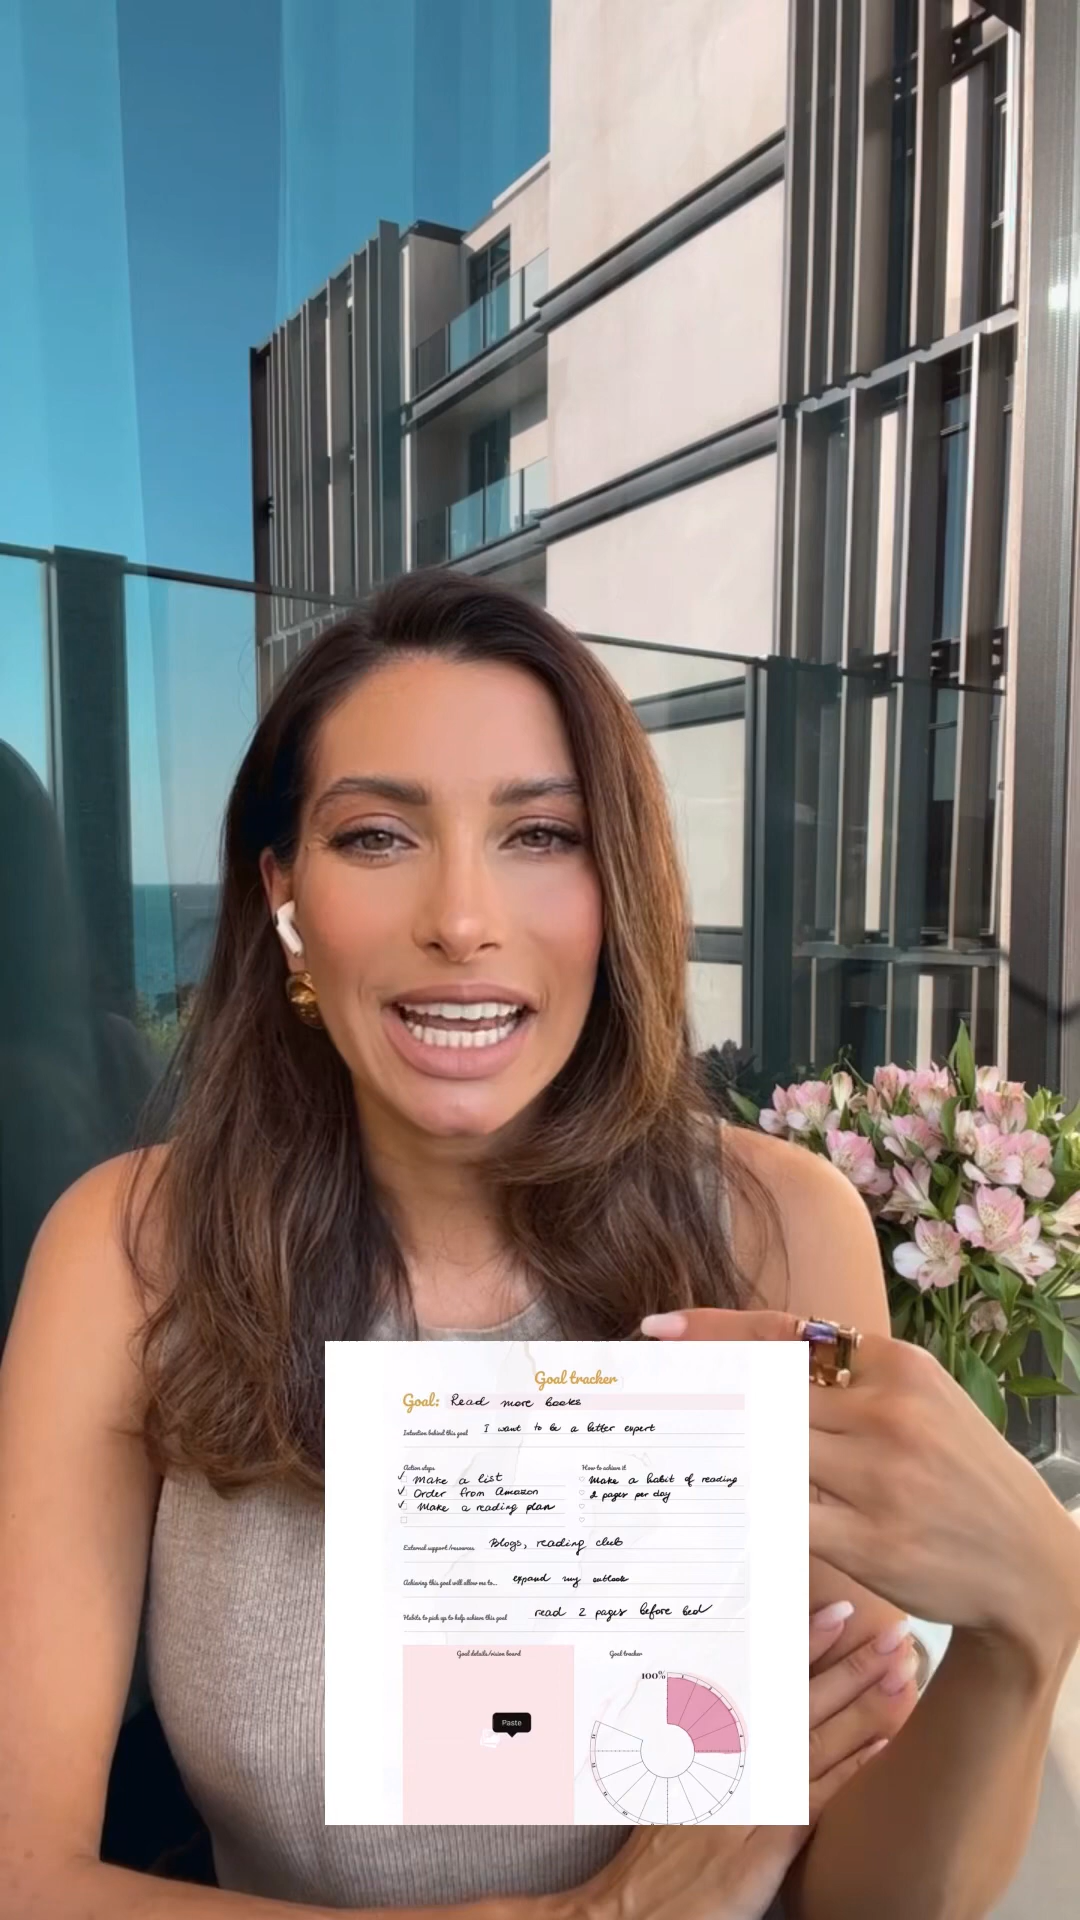 Goal tracker
Goal: Read more books
Intention behind this goal I want to be a better expert
Action steps
Make a list
Order from Amazon
Make a reading plan
How to achieve it
Make a habit of reading
2 pages per day
External support/resources Blogs, reading club
Achieving this goal will allow me to... expand my outlook
Habits to pick up to help achieve this goal read 2 pages before bed
Goal details/vision board
Paste
Goal tracker
100%